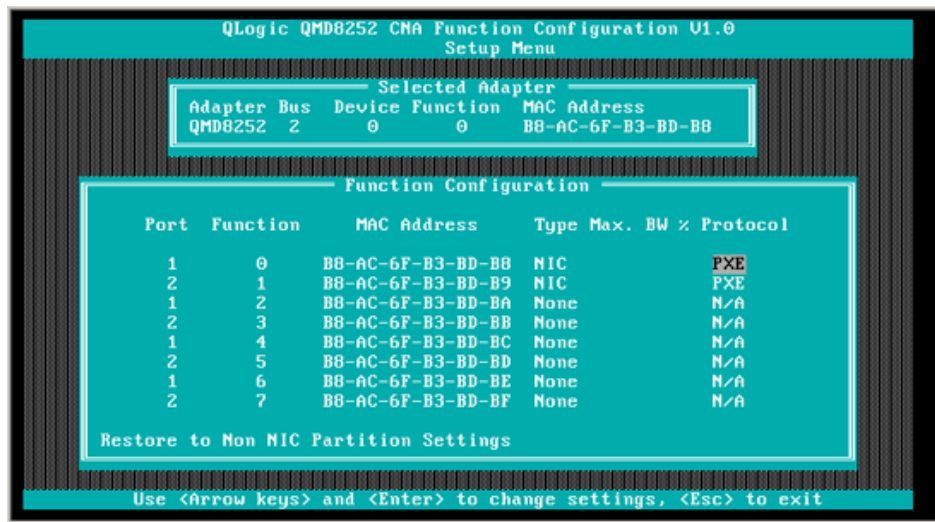 QLogic QMD8252 CNA Function Configuration V1.0
Setup Menu
Selected Adapter
Adapter Bus Device Function MAC Address
QMD8252 2 0 0 B8-AC-6F-B3-BD-B8
Function Configuration
Port Function MAC Address Type Max. BW % Protocol
1 0 B8-AC-6F-B3-BD-B8 NIC PXE
2 1 B8-AC-6F-B3-BD-B9 NIC PXE
1 2 B8-AC-6F-B3-BD-BA None N/A
2 3 B8-AC-6F-B3-BD-BB None N/A
1 4 B8-AC-6F-B3-BD-BC None N/A
2 5 B8-AC-6F-B3-BD-BD None N/A
1 6 B8-AC-6F-B3-BD-BE None N/A
2 7 B8-AC-6F-B3-BD-BF None N/A
Restore to Non NIC Partition Settings
Use <Arrow keys> and <Enter> to change settings, <Esc> to exit